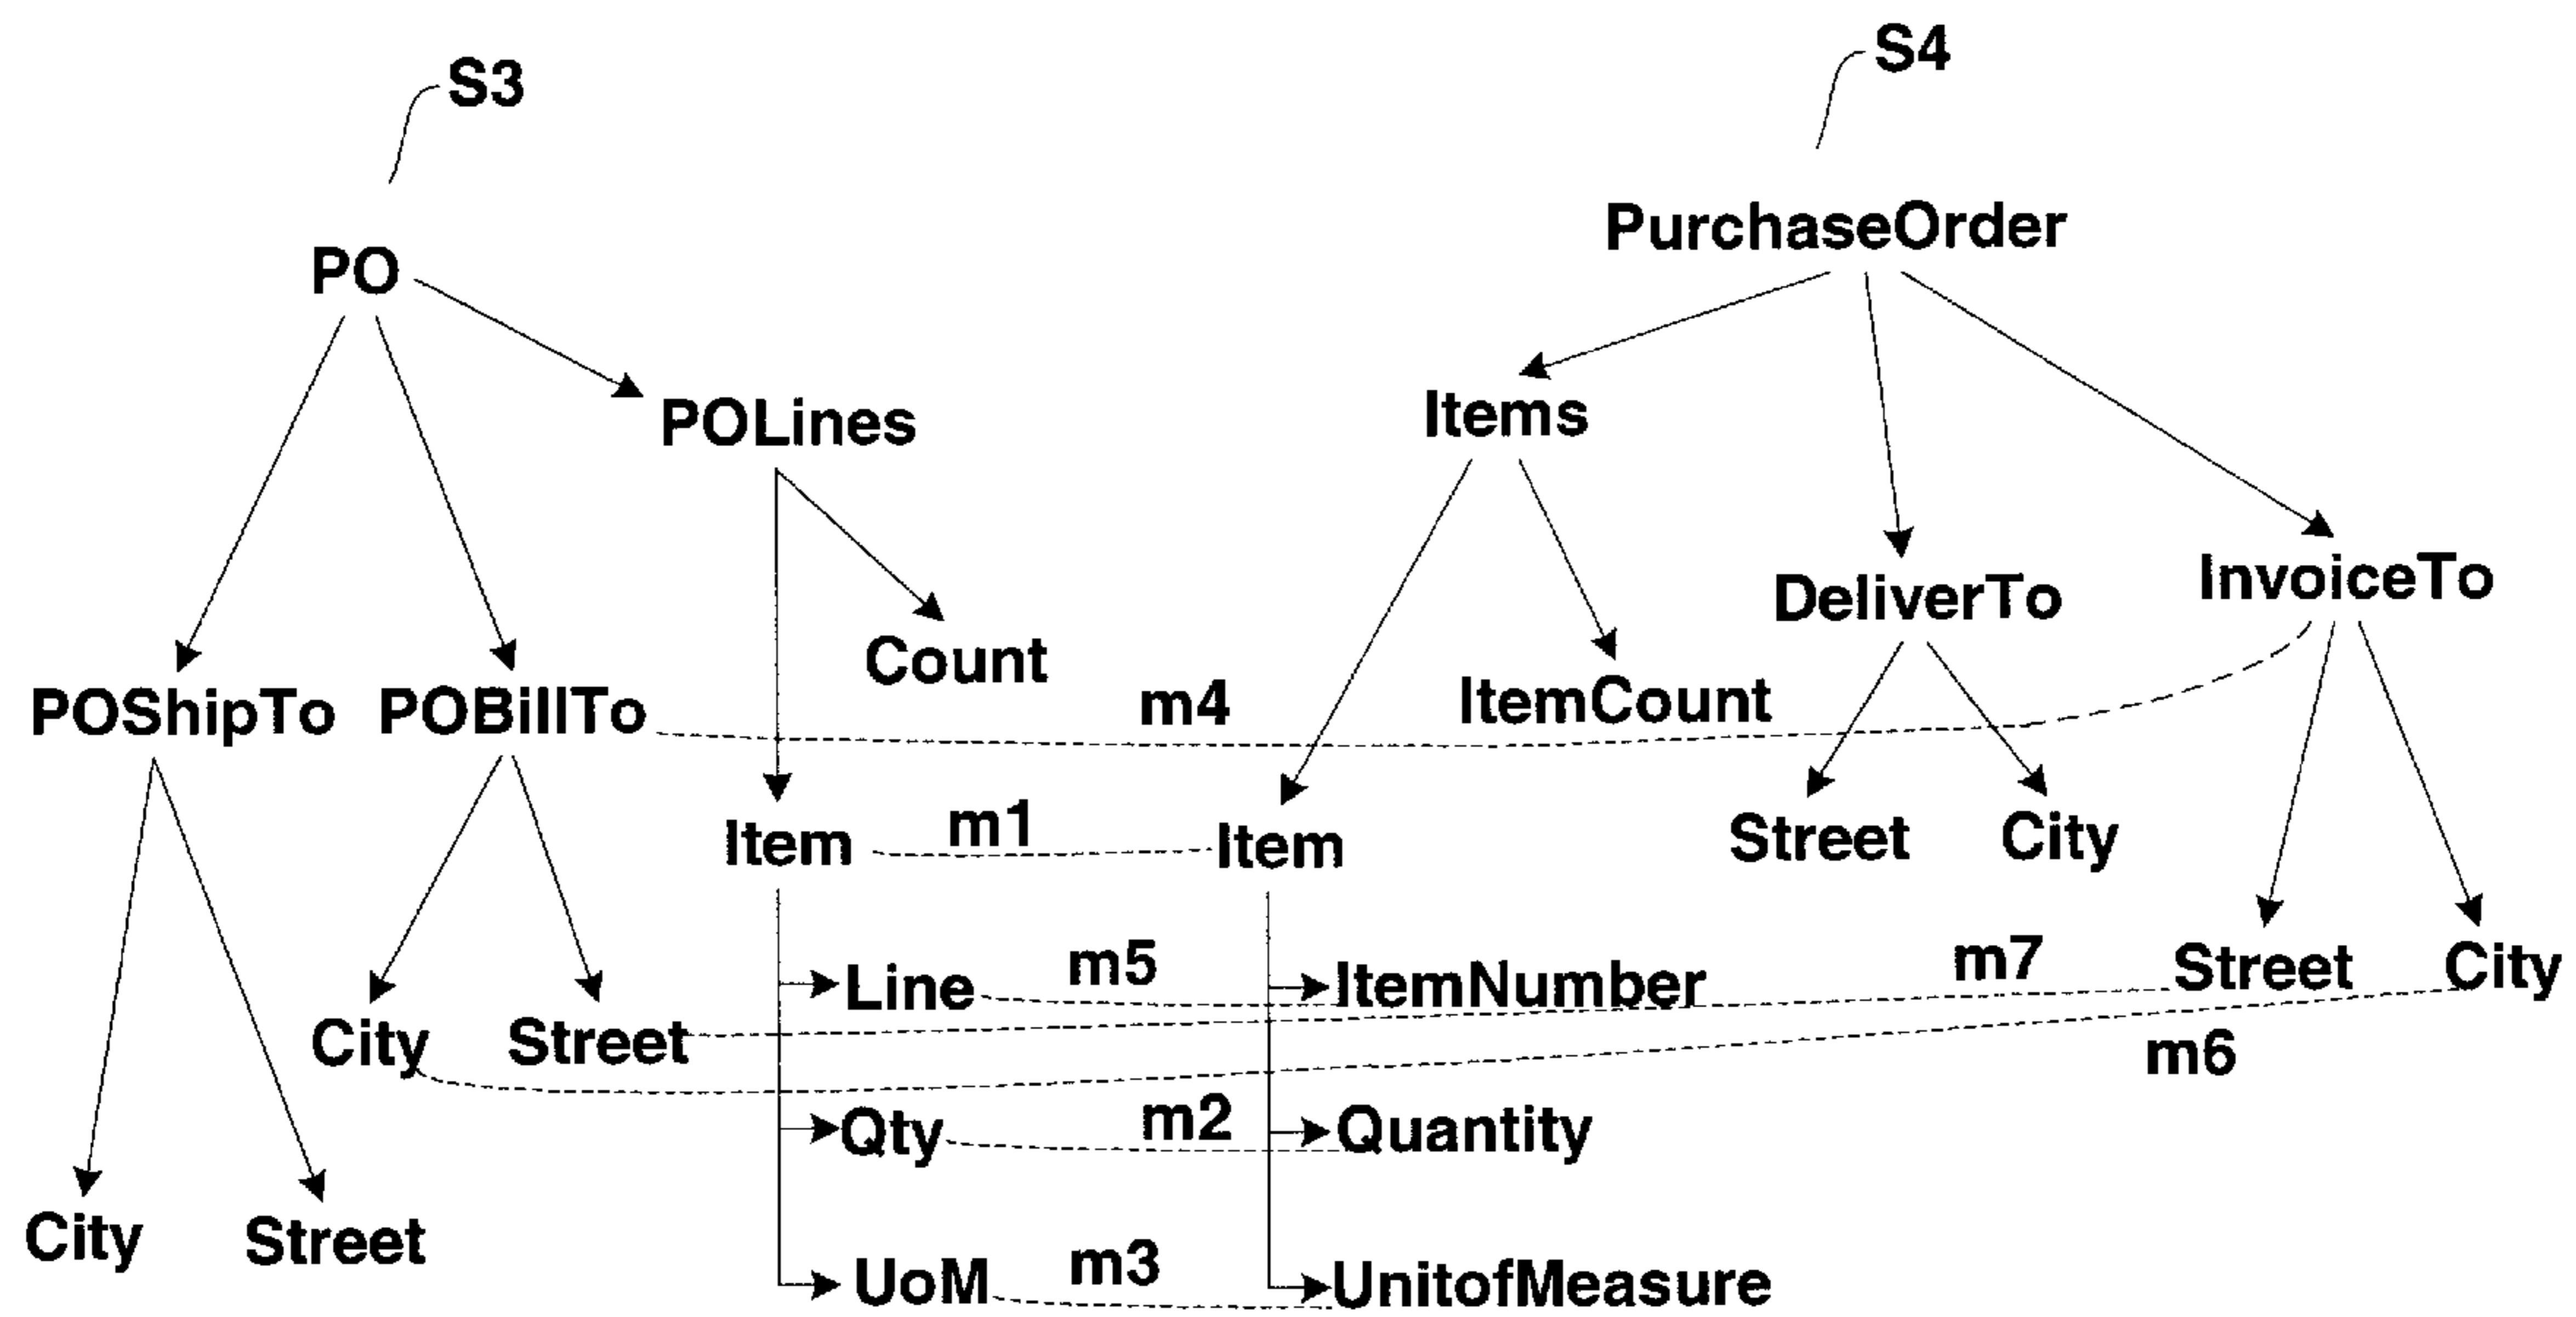 S3
S4
PO
PurchaseOrder
POLines
Items
Count
DeliverTo
InvoiceTo
POShipTo
POBillTo
m4
ItemCount
Item
m1
Item
Street
City
Line
m5
ItemNumber
m7
Street
City
City
Street
m6
Qty
m2
Quantity
City
Street
UoM
m3
UnitofMeasure